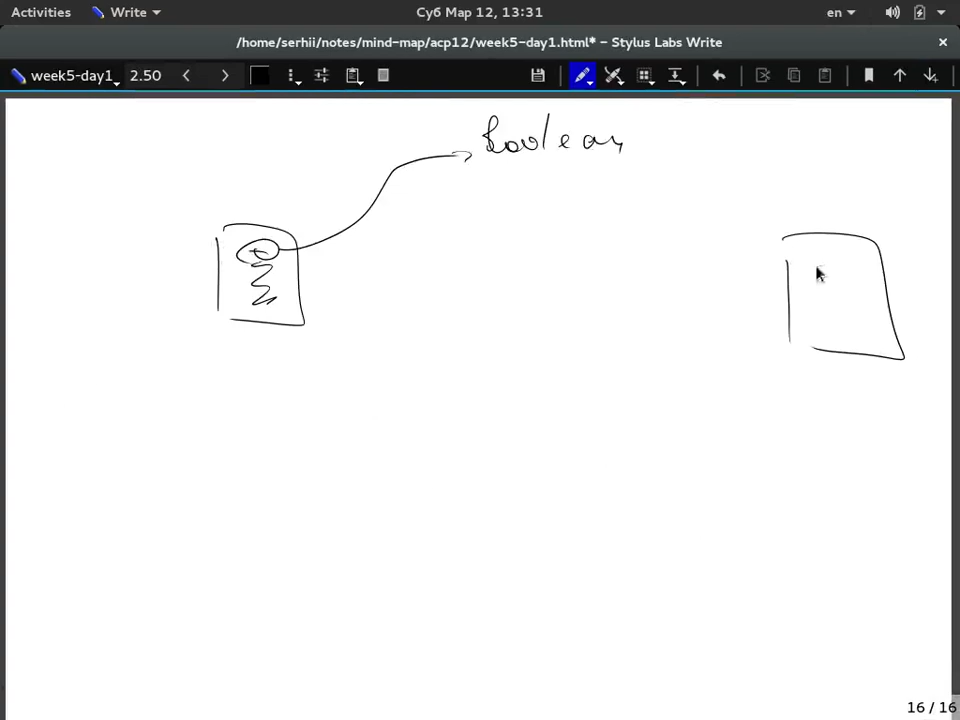 Activities Write Суб Мар 12, 13:31 en
/home/serhii/notes/mind-map/acp12/week5-day1.html* – Stylus Labs Write
week5-day1 2.50
boolean
16 / 16